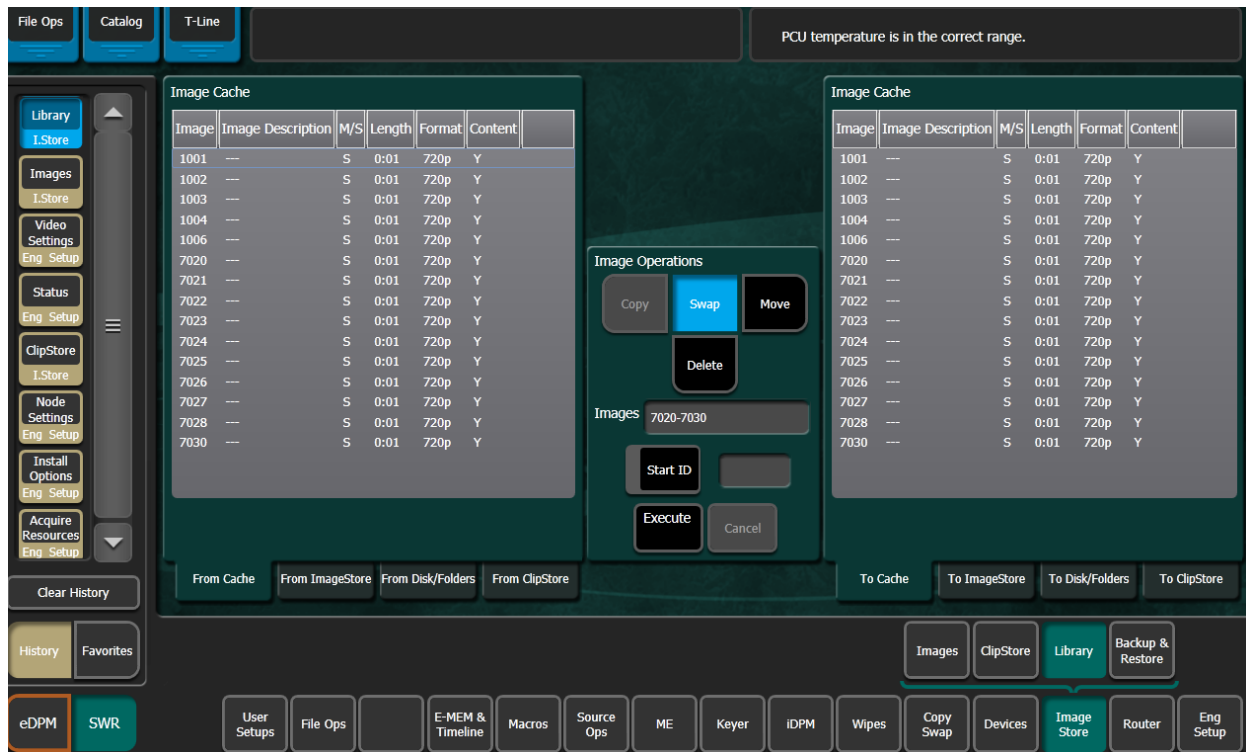 File Ops
Catalog
T-Line
PCU temperature is in the correct range.
Library
I.Store
Images
I.Store
Video
Settings
Eng Setup
Status
Eng Setup
ClipStore
I.Store
Node
Settings
Eng Setup
Install
Options
Eng Setup
Acquire
Resources
Eng Setup
Clear History
History
Favorites
Image Cache
Image Image Description M/S Length Format Content
1001 --- S 0:01 720p Y
1002 --- S 0:01 720p Y
1003 --- S 0:01 720p Y
1004 --- S 0:01 720p Y
1006 --- S 0:01 720p Y
7020 --- S 0:01 720p Y
7021 --- S 0:01 720p Y
7022 --- S 0:01 720p Y
7023 --- S 0:01 720p Y
7024 --- S 0:01 720p Y
7025 --- S 0:01 720p Y
7026 --- S 0:01 720p Y
7027 --- S 0:01 720p Y
7028 --- S 0:01 720p Y
7030 --- S 0:01 720p Y
From Cache
From ImageStore
From Disk/Folders
From ClipStore
Image Operations
Copy
Swap
Move
Delete
Images 7020-7030
Start ID
Execute
Cancel
Image Cache
Image Image Description M/S Length Format Content
1001 --- S 0:01 720p Y
1002 --- S 0:01 720p Y
1003 --- S 0:01 720p Y
1004 --- S 0:01 720p Y
1006 --- S 0:01 720p Y
7020 --- S 0:01 720p Y
7021 --- S 0:01 720p Y
7022 --- S 0:01 720p Y
7023 --- S 0:01 720p Y
7024 --- S 0:01 720p Y
7025 --- S 0:01 720p Y
7026 --- S 0:01 720p Y
7027 --- S 0:01 720p Y
7028 --- S 0:01 720p Y
7030 --- S 0:01 720p Y
To Cache
To ImageStore
To Disk/Folders
To ClipStore
Images
ClipStore
Library
Backup &
Restore
eDPM
SWR
User
Setups
File Ops
E-MEM &
Timeline
Macros
Source
Ops
ME
Keyer
iDPM
Wipes
Copy
Swap
Devices
Image
Store
Router
Eng
Setup